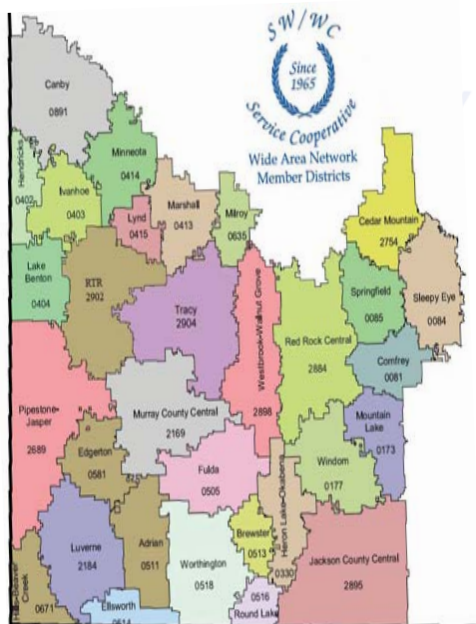 SW/WC
Since
1965
Service Cooperative
Wide Area Network
Member Districts
Canby
0891
Hendricks
0402
Ivanhoe
0403
Minneota
0414
Lynd
0415
Marshall
0413
Milroy
0635
Cedar Mountain
2754
Lake
Benton
0404
RTR
2902
Tracy
2904
Westbrook-Walnut Grove
2898
Red Rock Central
2884
Springfield
0085
Sleepy Eye
0084
Comfrey
0081
Pipestone-
Jasper
2689
Edgerton
0581
Murray County Central
2169
Fulda
0505
Heron Lake-Okabena
0330
Windom
0177
Mountain
Lake
0173
Luverne
2184
Adrian
0511
Worthington
0518
Brewster
0513
Jackson County Central
2895
Hills-Beaver
Creek
0671
Ellsworth
0514
0516
Round Lake